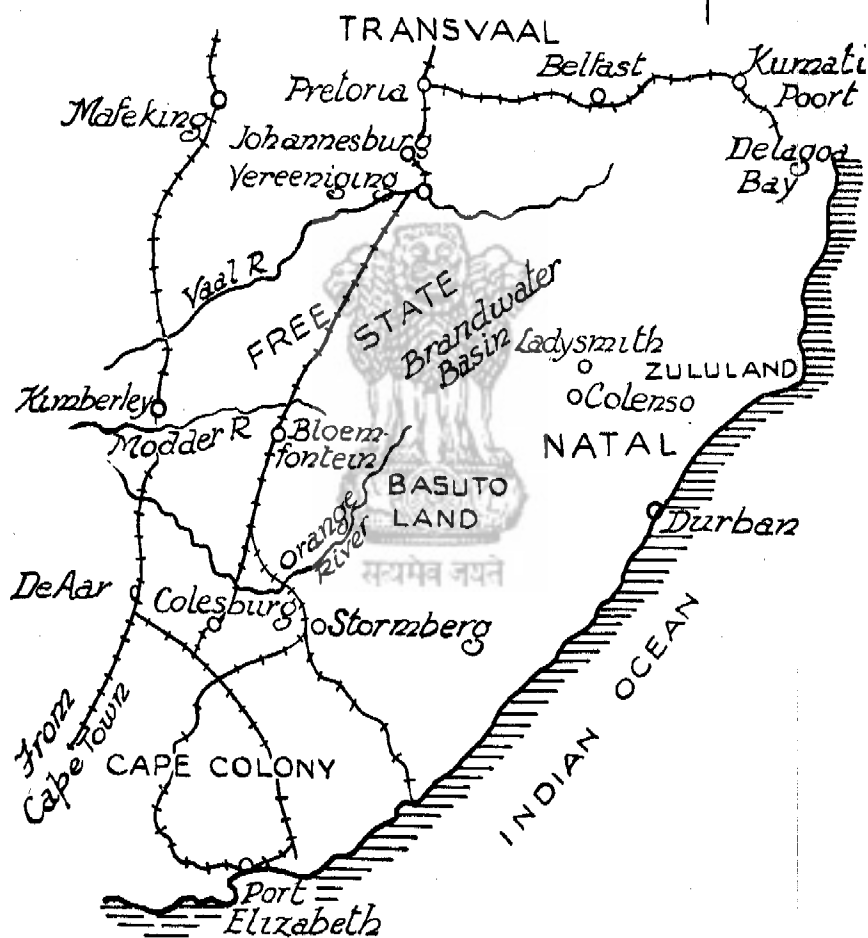 TRANSVAAL
Belfast
Kumati
Poort
Pretoria
Mafeking
Johannesburg
Vereeniging
Delagoa
Bay
Vaal R
FREE STATE
Brandwater
Basin
Ladysmith
ZULULAND
Colenso
Kimberley
Modder R
Bloem-
fontein
NATAL
BASUTO
LAND
Orange
River
Durban
सत्यमेव जयते
De Aar
Colesburg
Stormberg
From
Cape Town
CAPE COLONY
INDIAN OCEAN
Port
Elizabeth